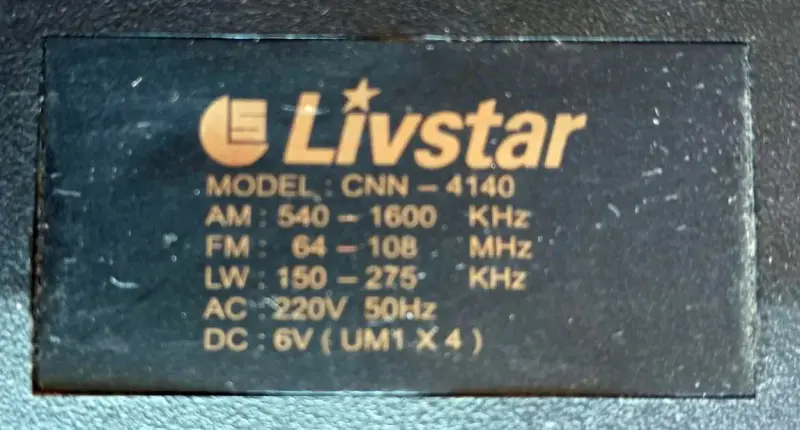 LS Livstar
MODEL : CNN – 4140
AM : 540 – 1600 KHz
FM : 64 – 108 MHz
LW : 150 – 275 KHz
AC : 220V 50Hz
DC : 6V ( UM1 X 4 )